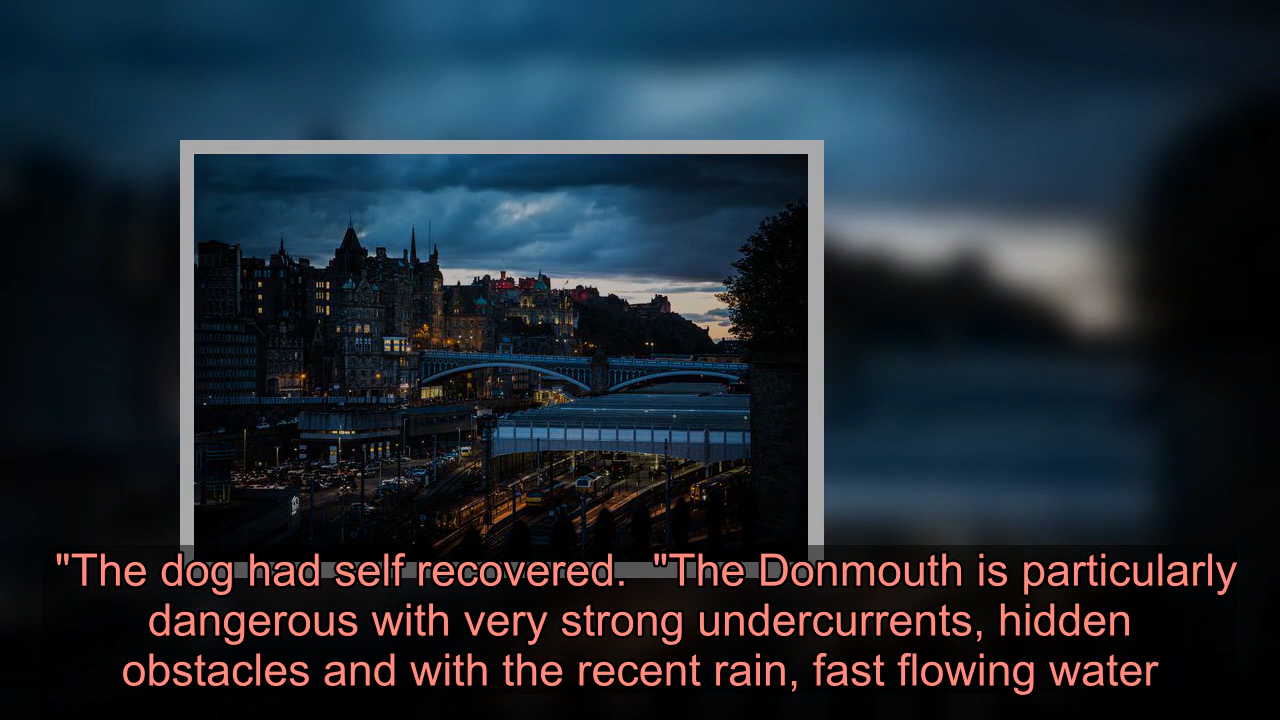 "The dog had self recovered.  "The Donmouth is particularly
dangerous with very strong undercurrents, hidden
obstacles and with the recent rain, fast flowing water